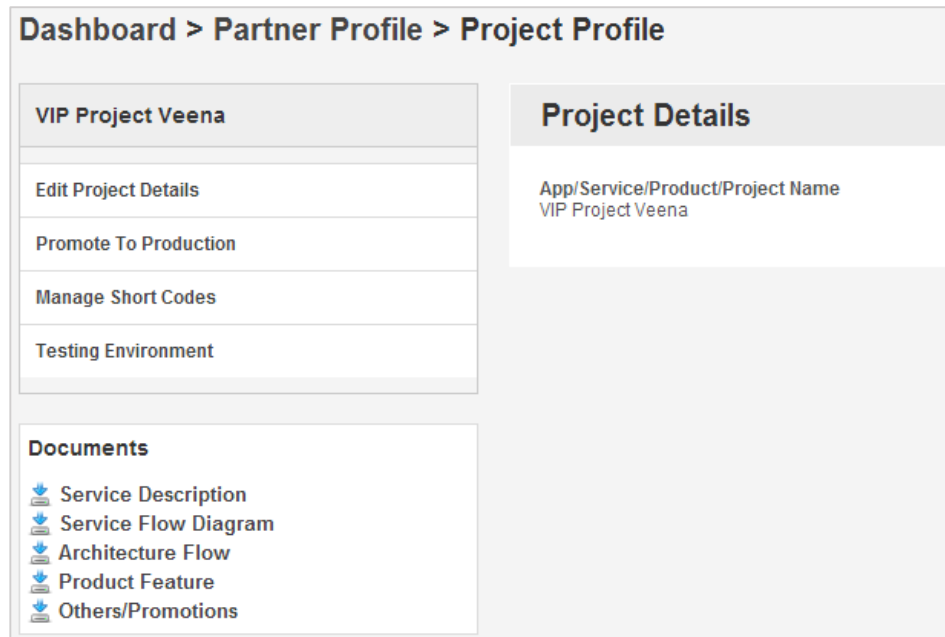 Dashboard > Partner Profile > Project Profile
VIP Project Veena
Edit Project Details
Promote To Production
Manage Short Codes
Testing Environment
Documents
Service Description
Service Flow Diagram
Architecture Flow
Product Feature
Others/Promotions
Project Details
App/Service/Product/Project Name
VIP Project Veena